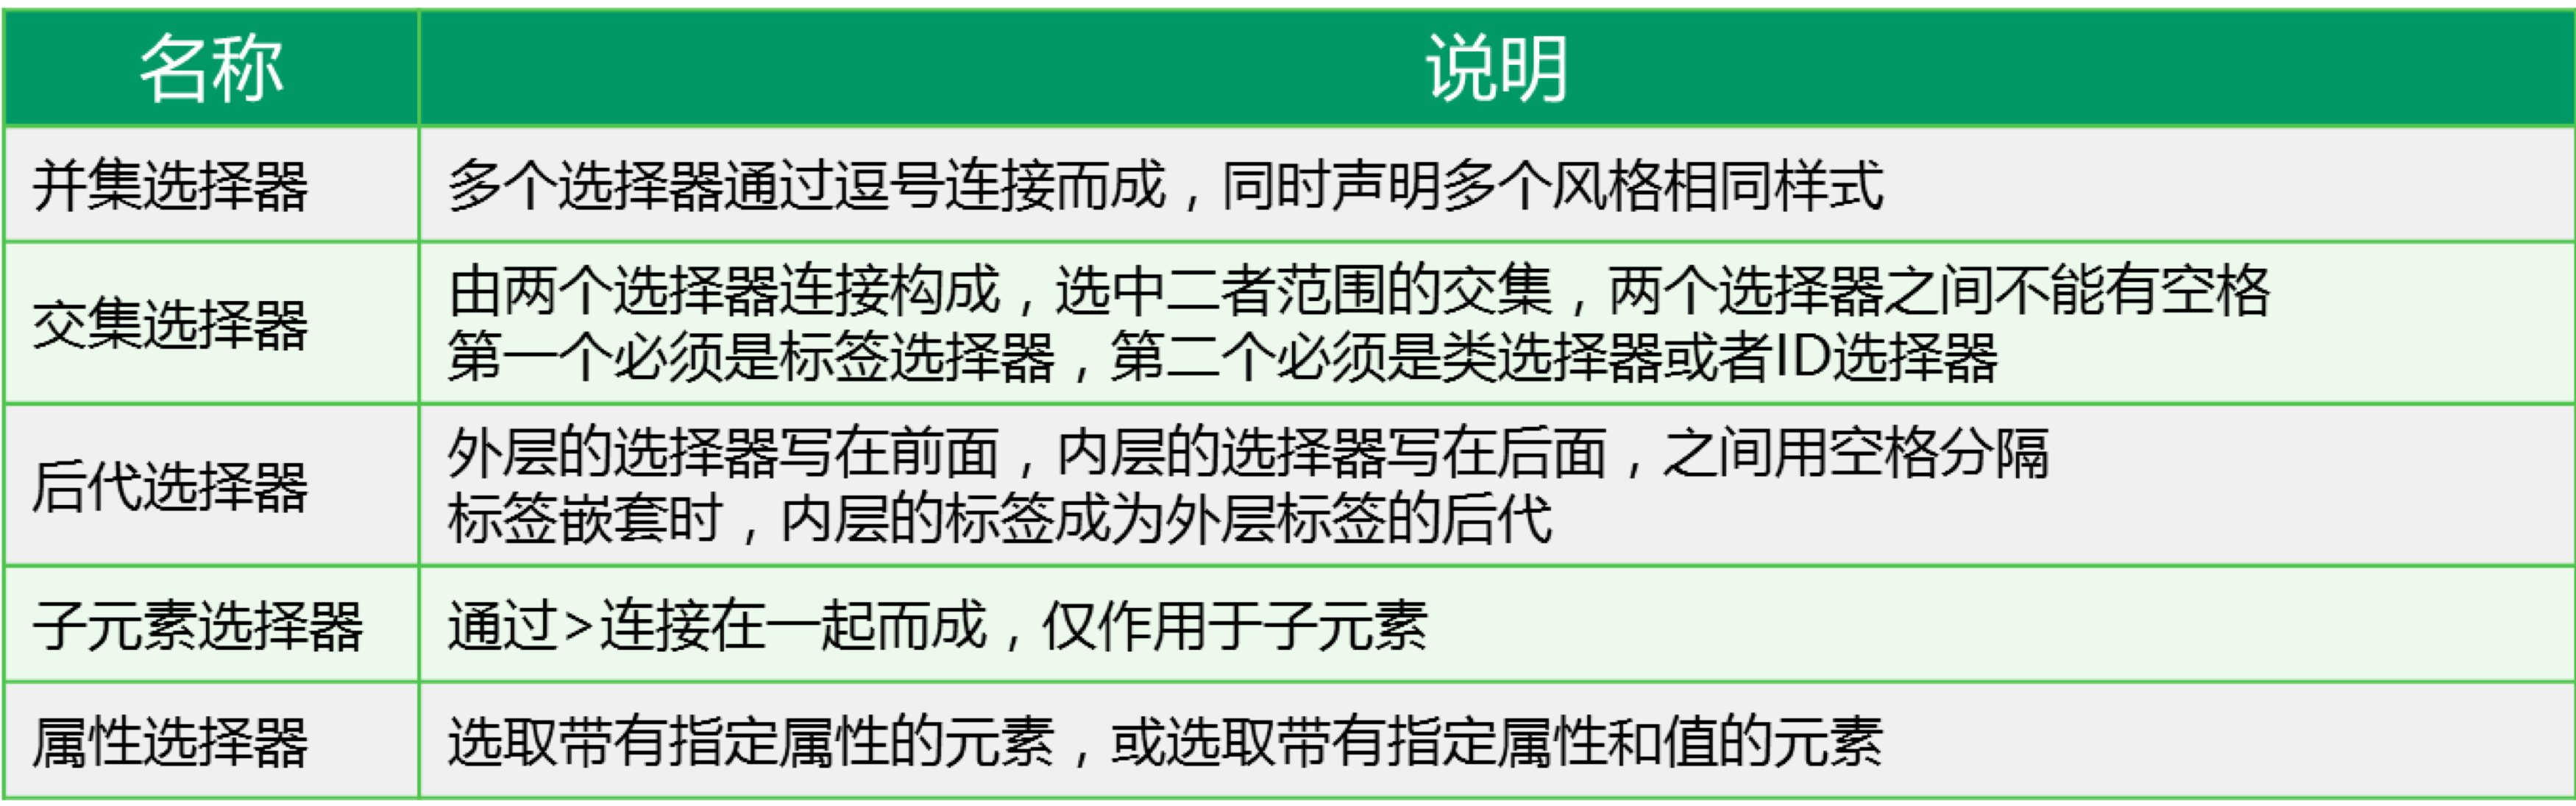 名称 说明
并集选择器 多个选择器通过逗号连接而成，同时声明多个风格相同样式
交集选择器
由两个选择器连接构成，选中二者范围的交集，两个选择器之间不能有空格
第一个必须是标签选择器，第二个必须是类选择器或者ID选择器
后代选择器
外层的选择器写在前面，内层的选择器写在后面，之间用空格分隔
标签嵌套时，内层的标签成为外层标签的后代
子元素选择器 通过>连接在一起而成，仅作用于子元素
属性选择器 选取带有指定属性的元素，或选取带有指定属性和值的元素